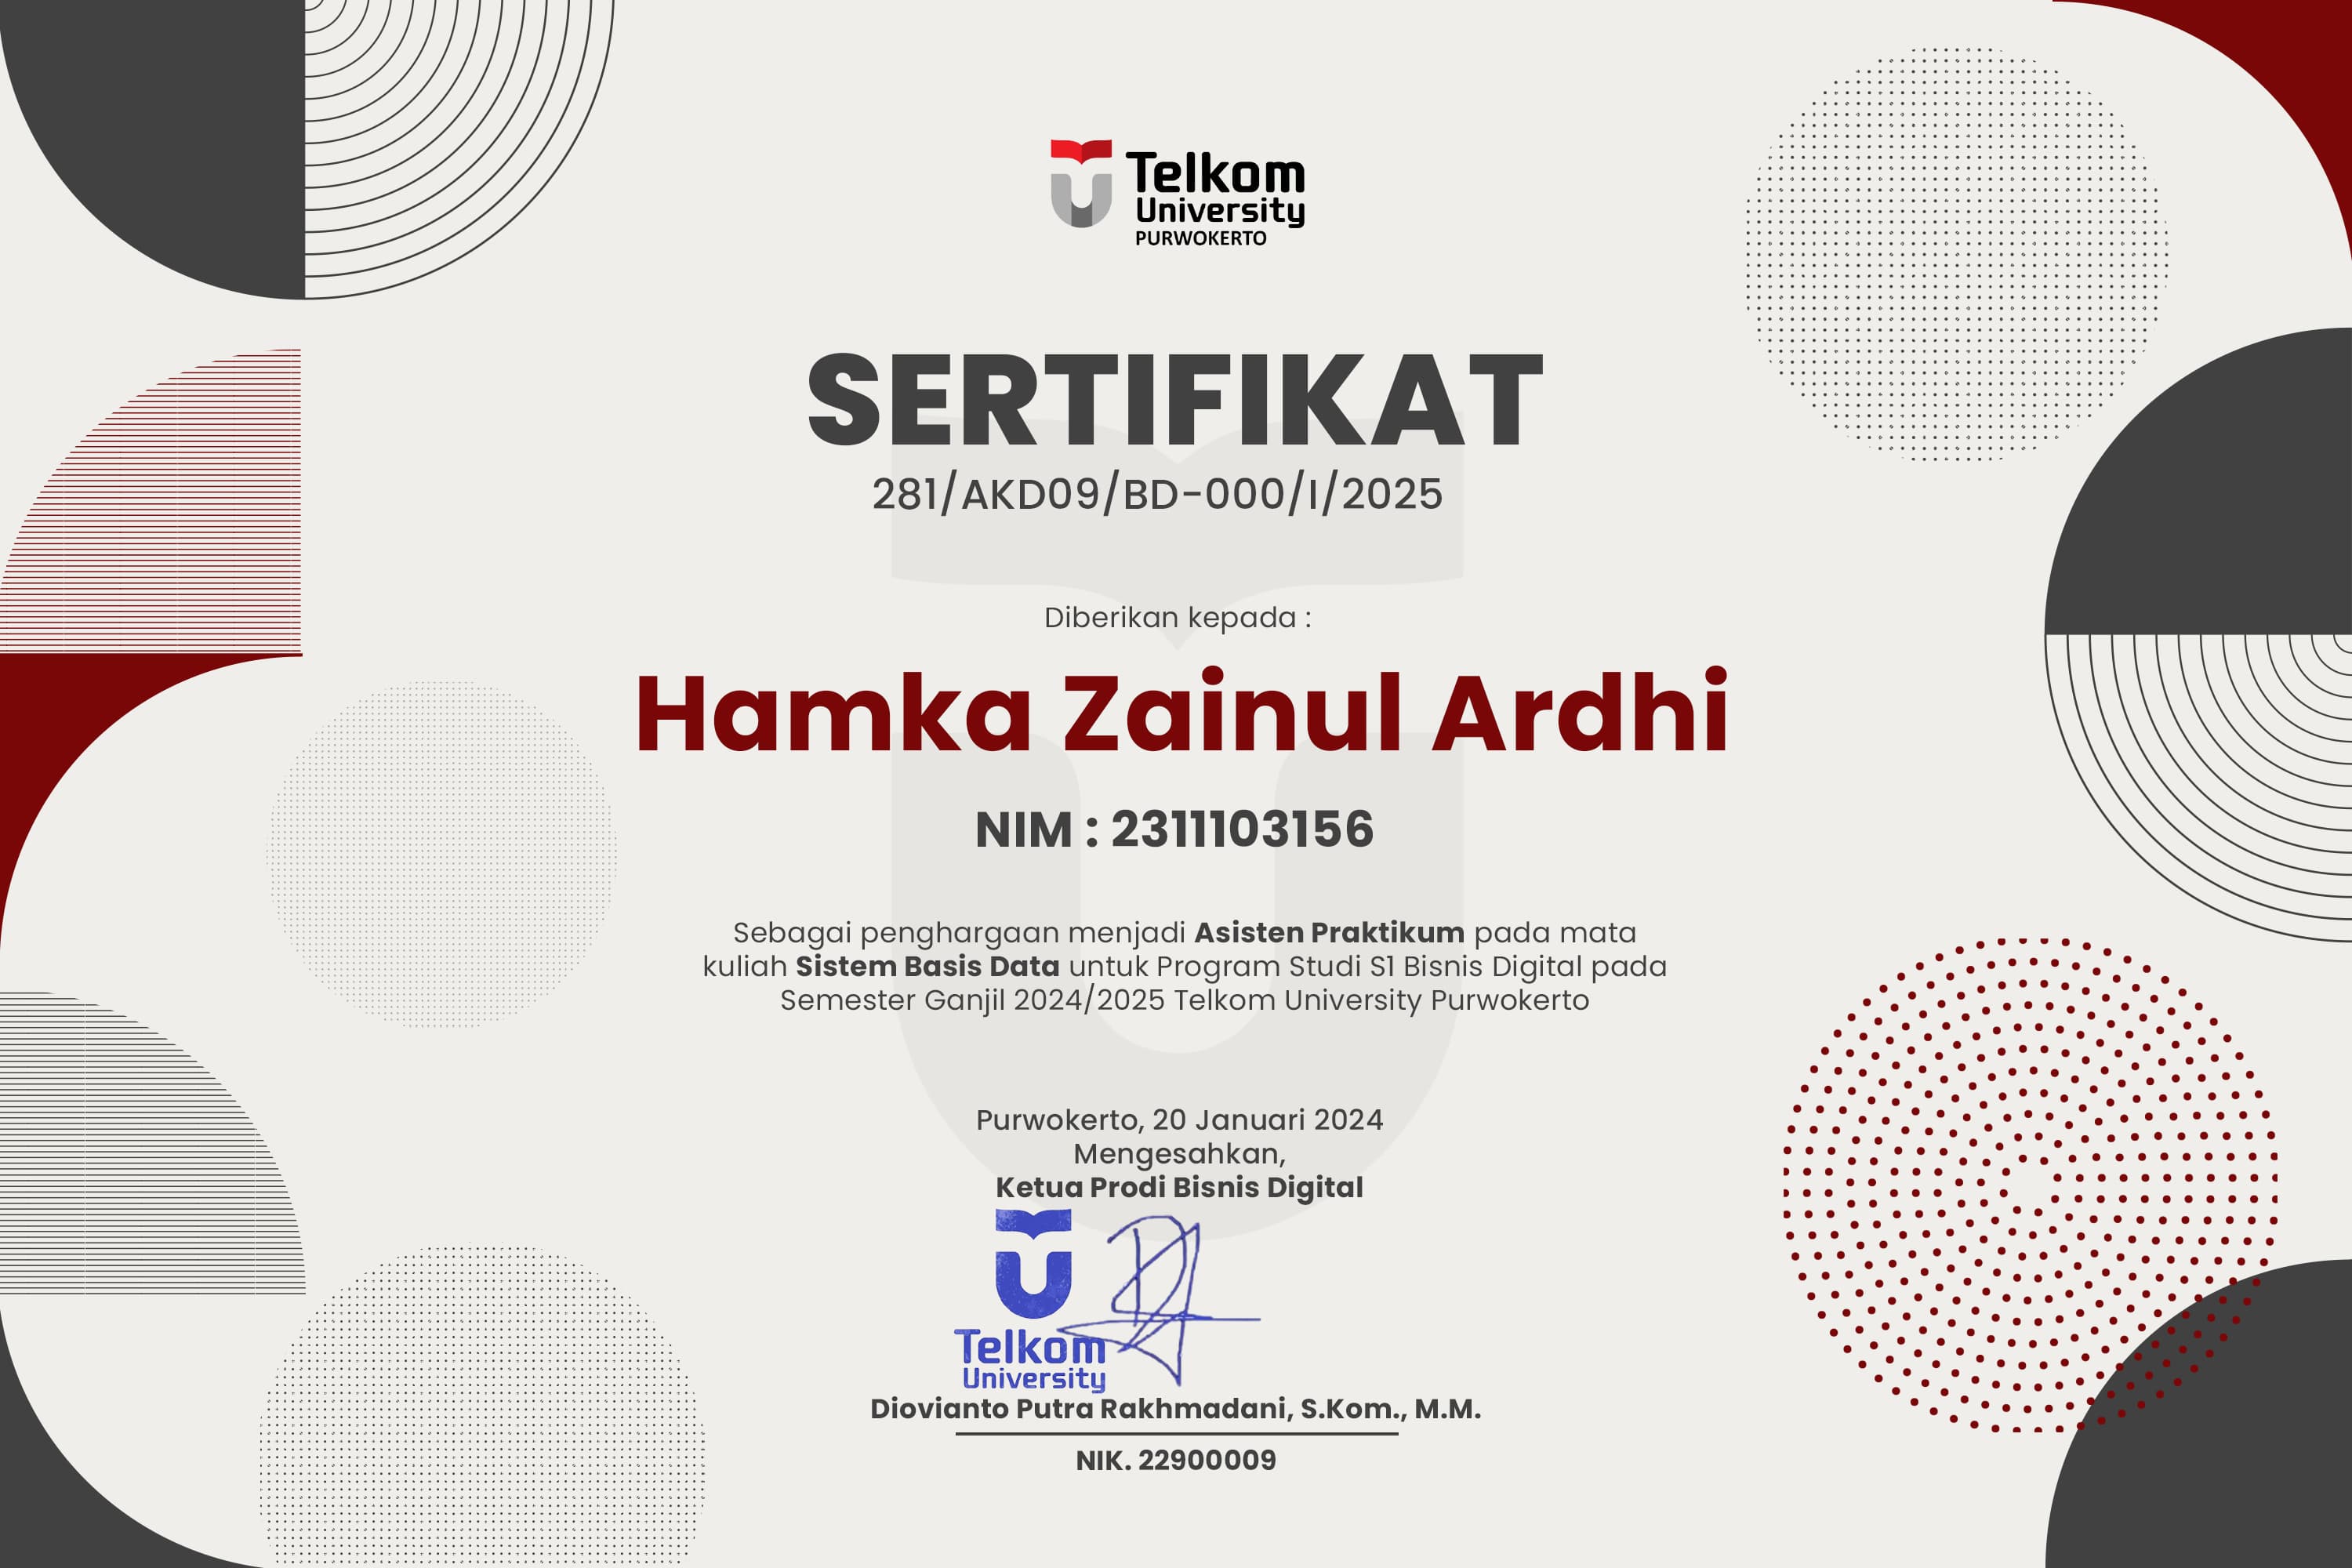 Telkom
University
PURWOKERTO
SERTIFIKAT
281/AKD09/BD-000/I/2025
Diberikan kepada :
Hamka Zainul Ardhi
NIM : 2311103156
Sebagai penghargaan menjadi Asisten Praktikum pada mata
kuliah Sistem Basis Data untuk Program Studi S1 Bisnis Digital pada
Semester Ganjil 2024/2025 Telkom University Purwokerto
Purwokerto, 20 Januari 2024
Mengesahkan,
Ketua Prodi Bisnis Digital
Telkom
University
Diovianto Putra Rakhmadani, S.Kom., M.M.
NIK. 22900009